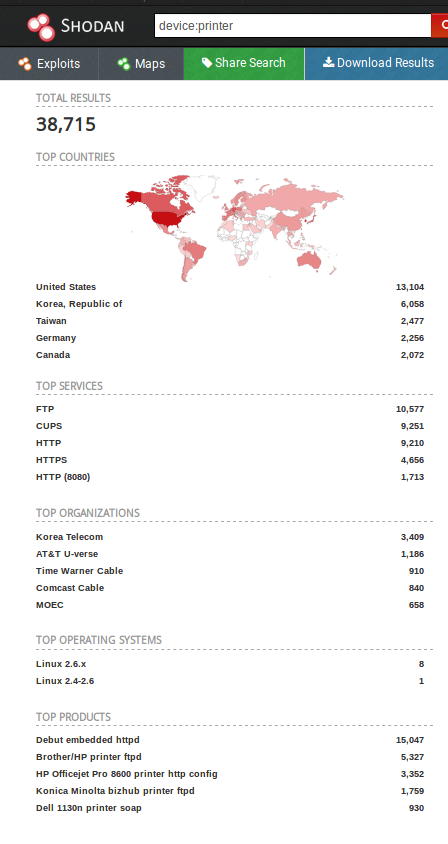 SHODAN device:printer
Exploits Maps Share Search Download Results
TOTAL RESULTS
38,715
TOP COUNTRIES
United States 13,104
Korea, Republic of 6,058
Taiwan 2,477
Germany 2,256
Canada 2,072
TOP SERVICES
FTP 10,577
CUPS 9,251
HTTP 9,210
HTTPS 4,656
HTTP (8080) 1,713
TOP ORGANIZATIONS
Korea Telecom 3,409
AT&T U-verse 1,186
Time Warner Cable 910
Comcast Cable 840
MOEC 658
TOP OPERATING SYSTEMS
Linux 2.6.x 8
Linux 2.4-2.6 1
TOP PRODUCTS
Debut embedded httpd 15,047
Brother/HP printer ftpd 5,327
HP Officejet Pro 8600 printer http config 3,352
Konica Minolta bizhub printer ftpd 1,759
Dell 1130n printer soap 930